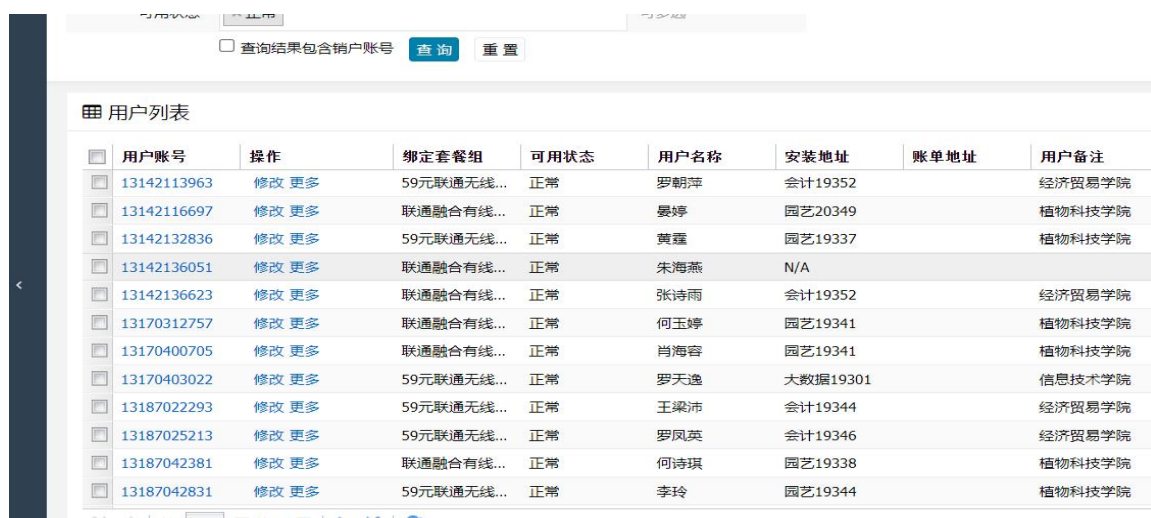 可用状态 × 正常 可多选
查询结果包含销户账号 查询 重置
用户列表
用户账号 操作 绑定套餐组 可用状态 用户名称 安装地址 账单地址 用户备注
13142113963 修改 更多 59元联通无线... 正常 罗朝萍 会计19352 经济贸易学院
13142116697 修改 更多 联通融合有线... 正常 晏婷 园艺20349 植物科技学院
13142132836 修改 更多 59元联通无线... 正常 黄霆 园艺19337 植物科技学院
13142136051 修改 更多 联通融合有线... 正常 朱海燕 N/A
13142136623 修改 更多 联通融合有线... 正常 张诗雨 会计19352 经济贸易学院
13170312757 修改 更多 联通融合有线... 正常 何玉婷 园艺19341 植物科技学院
13170400705 修改 更多 联通融合有线... 正常 肖海容 园艺19341 植物科技学院
13170403022 修改 更多 59元联通无线... 正常 罗天逸 大数据19301 信息技术学院
13187022293 修改 更多 59元联通无线... 正常 王梁沛 会计19344 经济贸易学院
13187025213 修改 更多 59元联通无线... 正常 罗凤英 会计19346 经济贸易学院
13187042381 修改 更多 联通融合有线... 正常 何诗琪 园艺19338 植物科技学院
13187042831 修改 更多 59元联通无线... 正常 李玲 园艺19344 植物科技学院